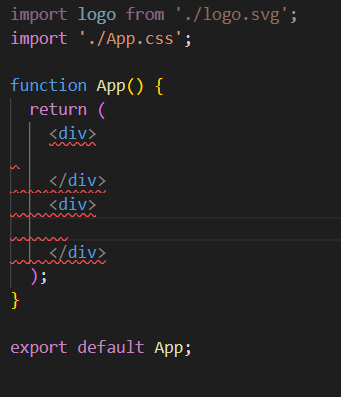 import logo from './logo.svg';
import './App.css';
function App() {
return (
<div>
</div>
<div>
</div>
);
}
export default App;